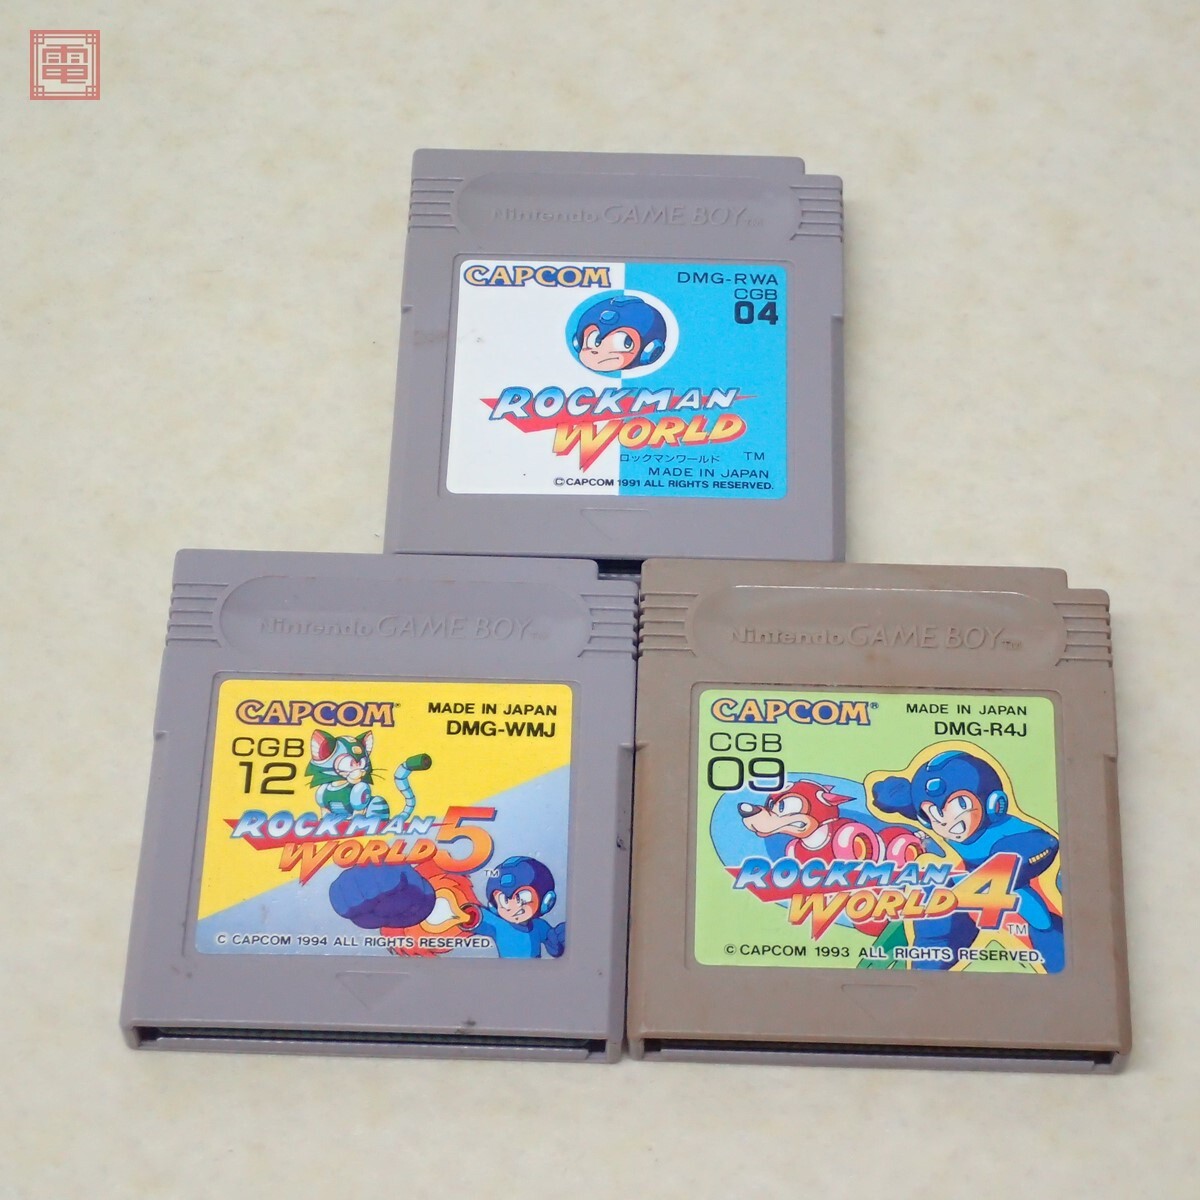 電
Nintendo GAME BOY TM
CAPCOM
DMG-RWA
CGB
04
ROCKMAN
WORLD
ロックマンワールド TM
MADE IN JAPAN
©CAPCOM 1991 ALL RIGHTS RESERVED.
Nintendo GAME BOY TM
CAPCOM®
MADE IN JAPAN
DMG-WMJ
CGB
12
ROCKMAN
WORLD 5
TM
© CAPCOM 1994 ALL RIGHTS RESERVED.
Nintendo GAME BOY TM
CAPCOM®
MADE IN JAPAN
DMG-R4J
CGB
09
ROCKMAN
WORLD 4
TM
© CAPCOM 1993 ALL RIGHTS RESERVED.